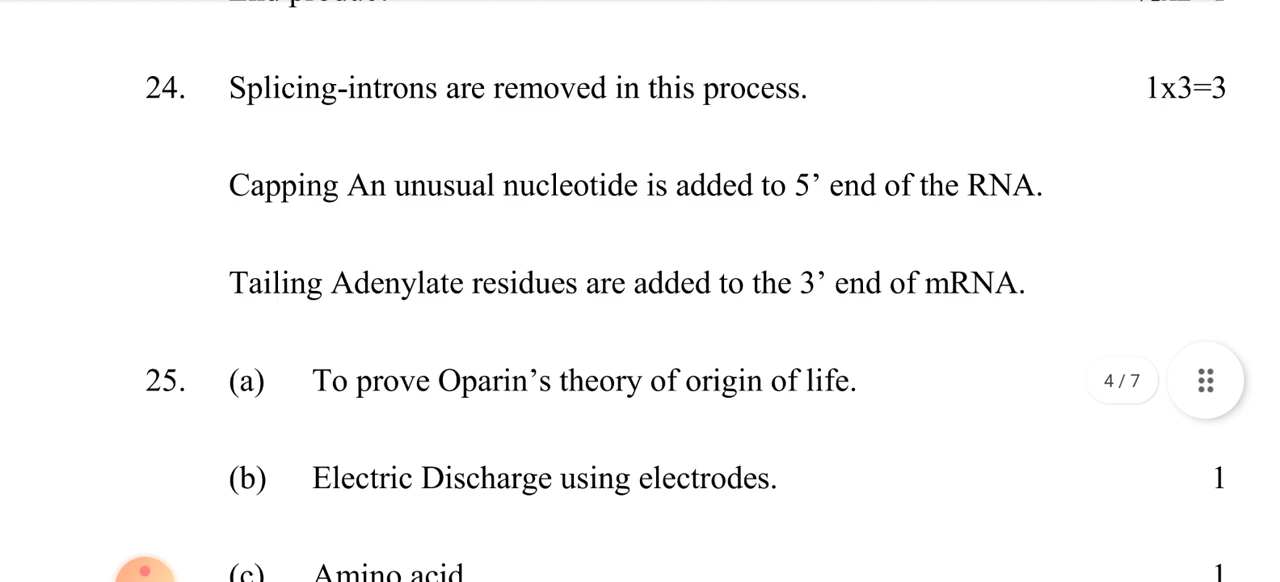 24. Splicing-introns are removed in this process. 1x3=3
Capping An unusual nucleotide is added to 5’ end of the RNA.
Tailing Adenylate residues are added to the 3’ end of mRNA.
25. (a) To prove Oparin’s theory of origin of life. 4 / 7
(b) Electric Discharge using electrodes. 1
(c) Amino acid 1